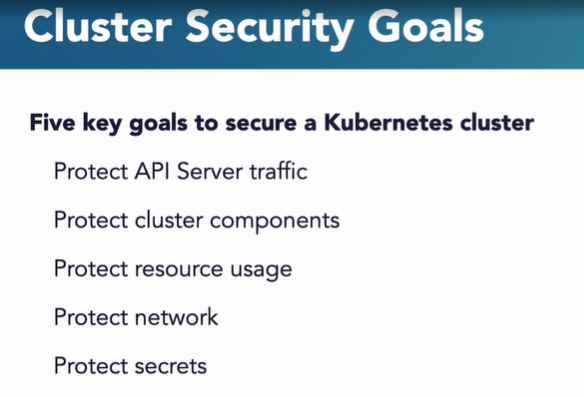 Cluster Security Goals
Five key goals to secure a Kubernetes cluster
Protect API Server traffic
Protect cluster components
Protect resource usage
Protect network
Protect secrets